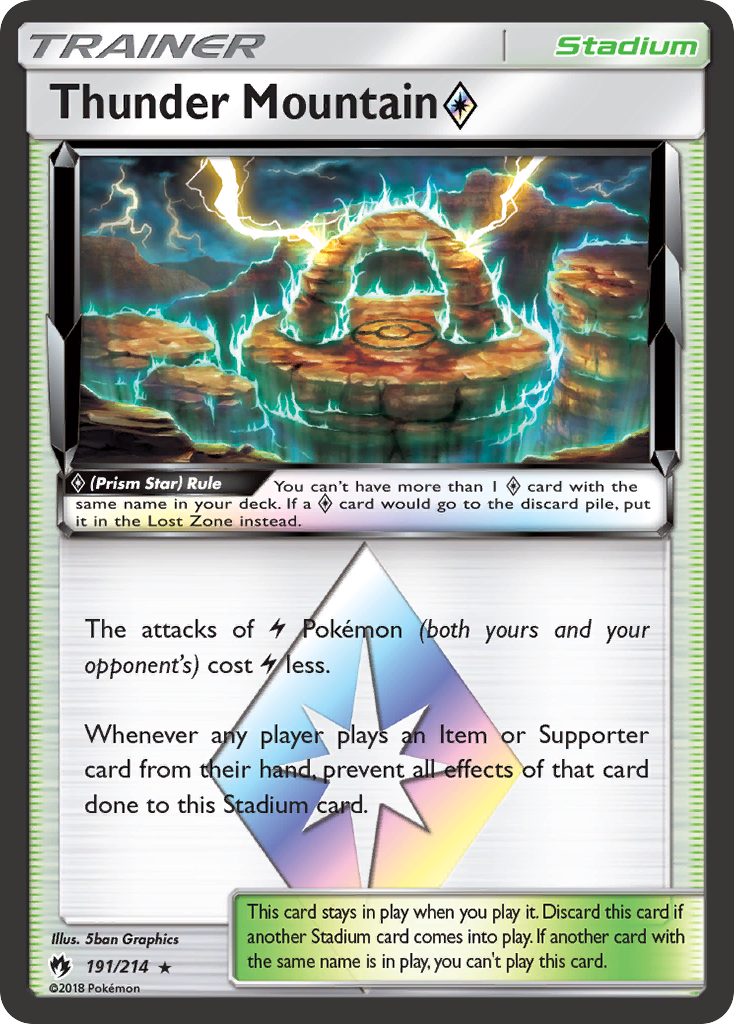 TRAINER Stadium
Thunder Mountain
(Prism Star) Rule You can't have more than 1 card with the
same name in your deck. If a card would go to the discard pile, put
it in the Lost Zone instead.
The attacks of Pokémon (both yours and your
opponent's) cost less.
Whenever any player plays an Item or Supporter
card from their hand, prevent all effects of that card
done to this Stadium card.
This card stays in play when you play it. Discard this card if
another Stadium card comes into play. If another card with
the same name is in play, you can't play this card.
Illus. 5ban Graphics
191/214 ★
©2018 Pokémon